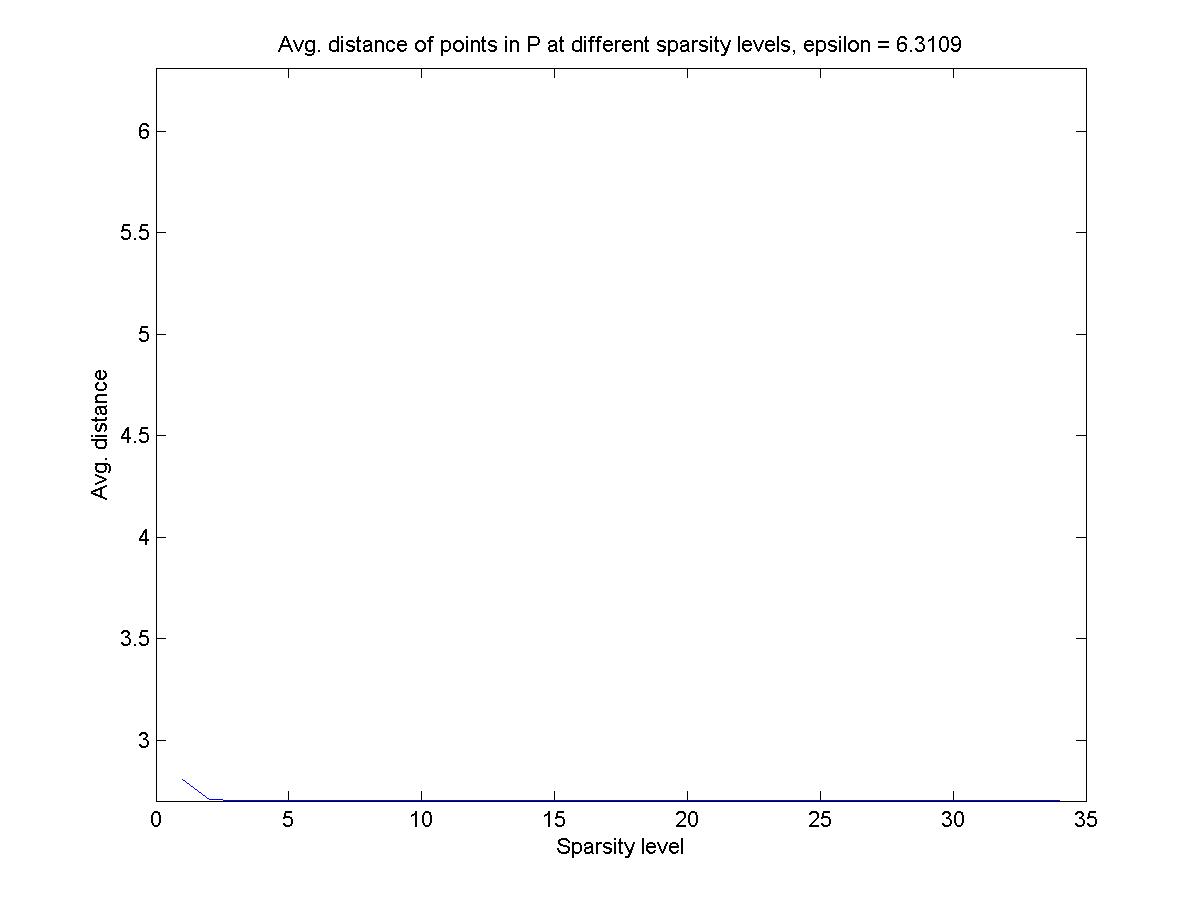 Avg. distance of points in P at different sparsity levels, epsilon = 6.3109
6
5.5
5
4.5
4
3.5
3
Avg. distance
0 5 10 15 20 25 30 35
Sparsity level